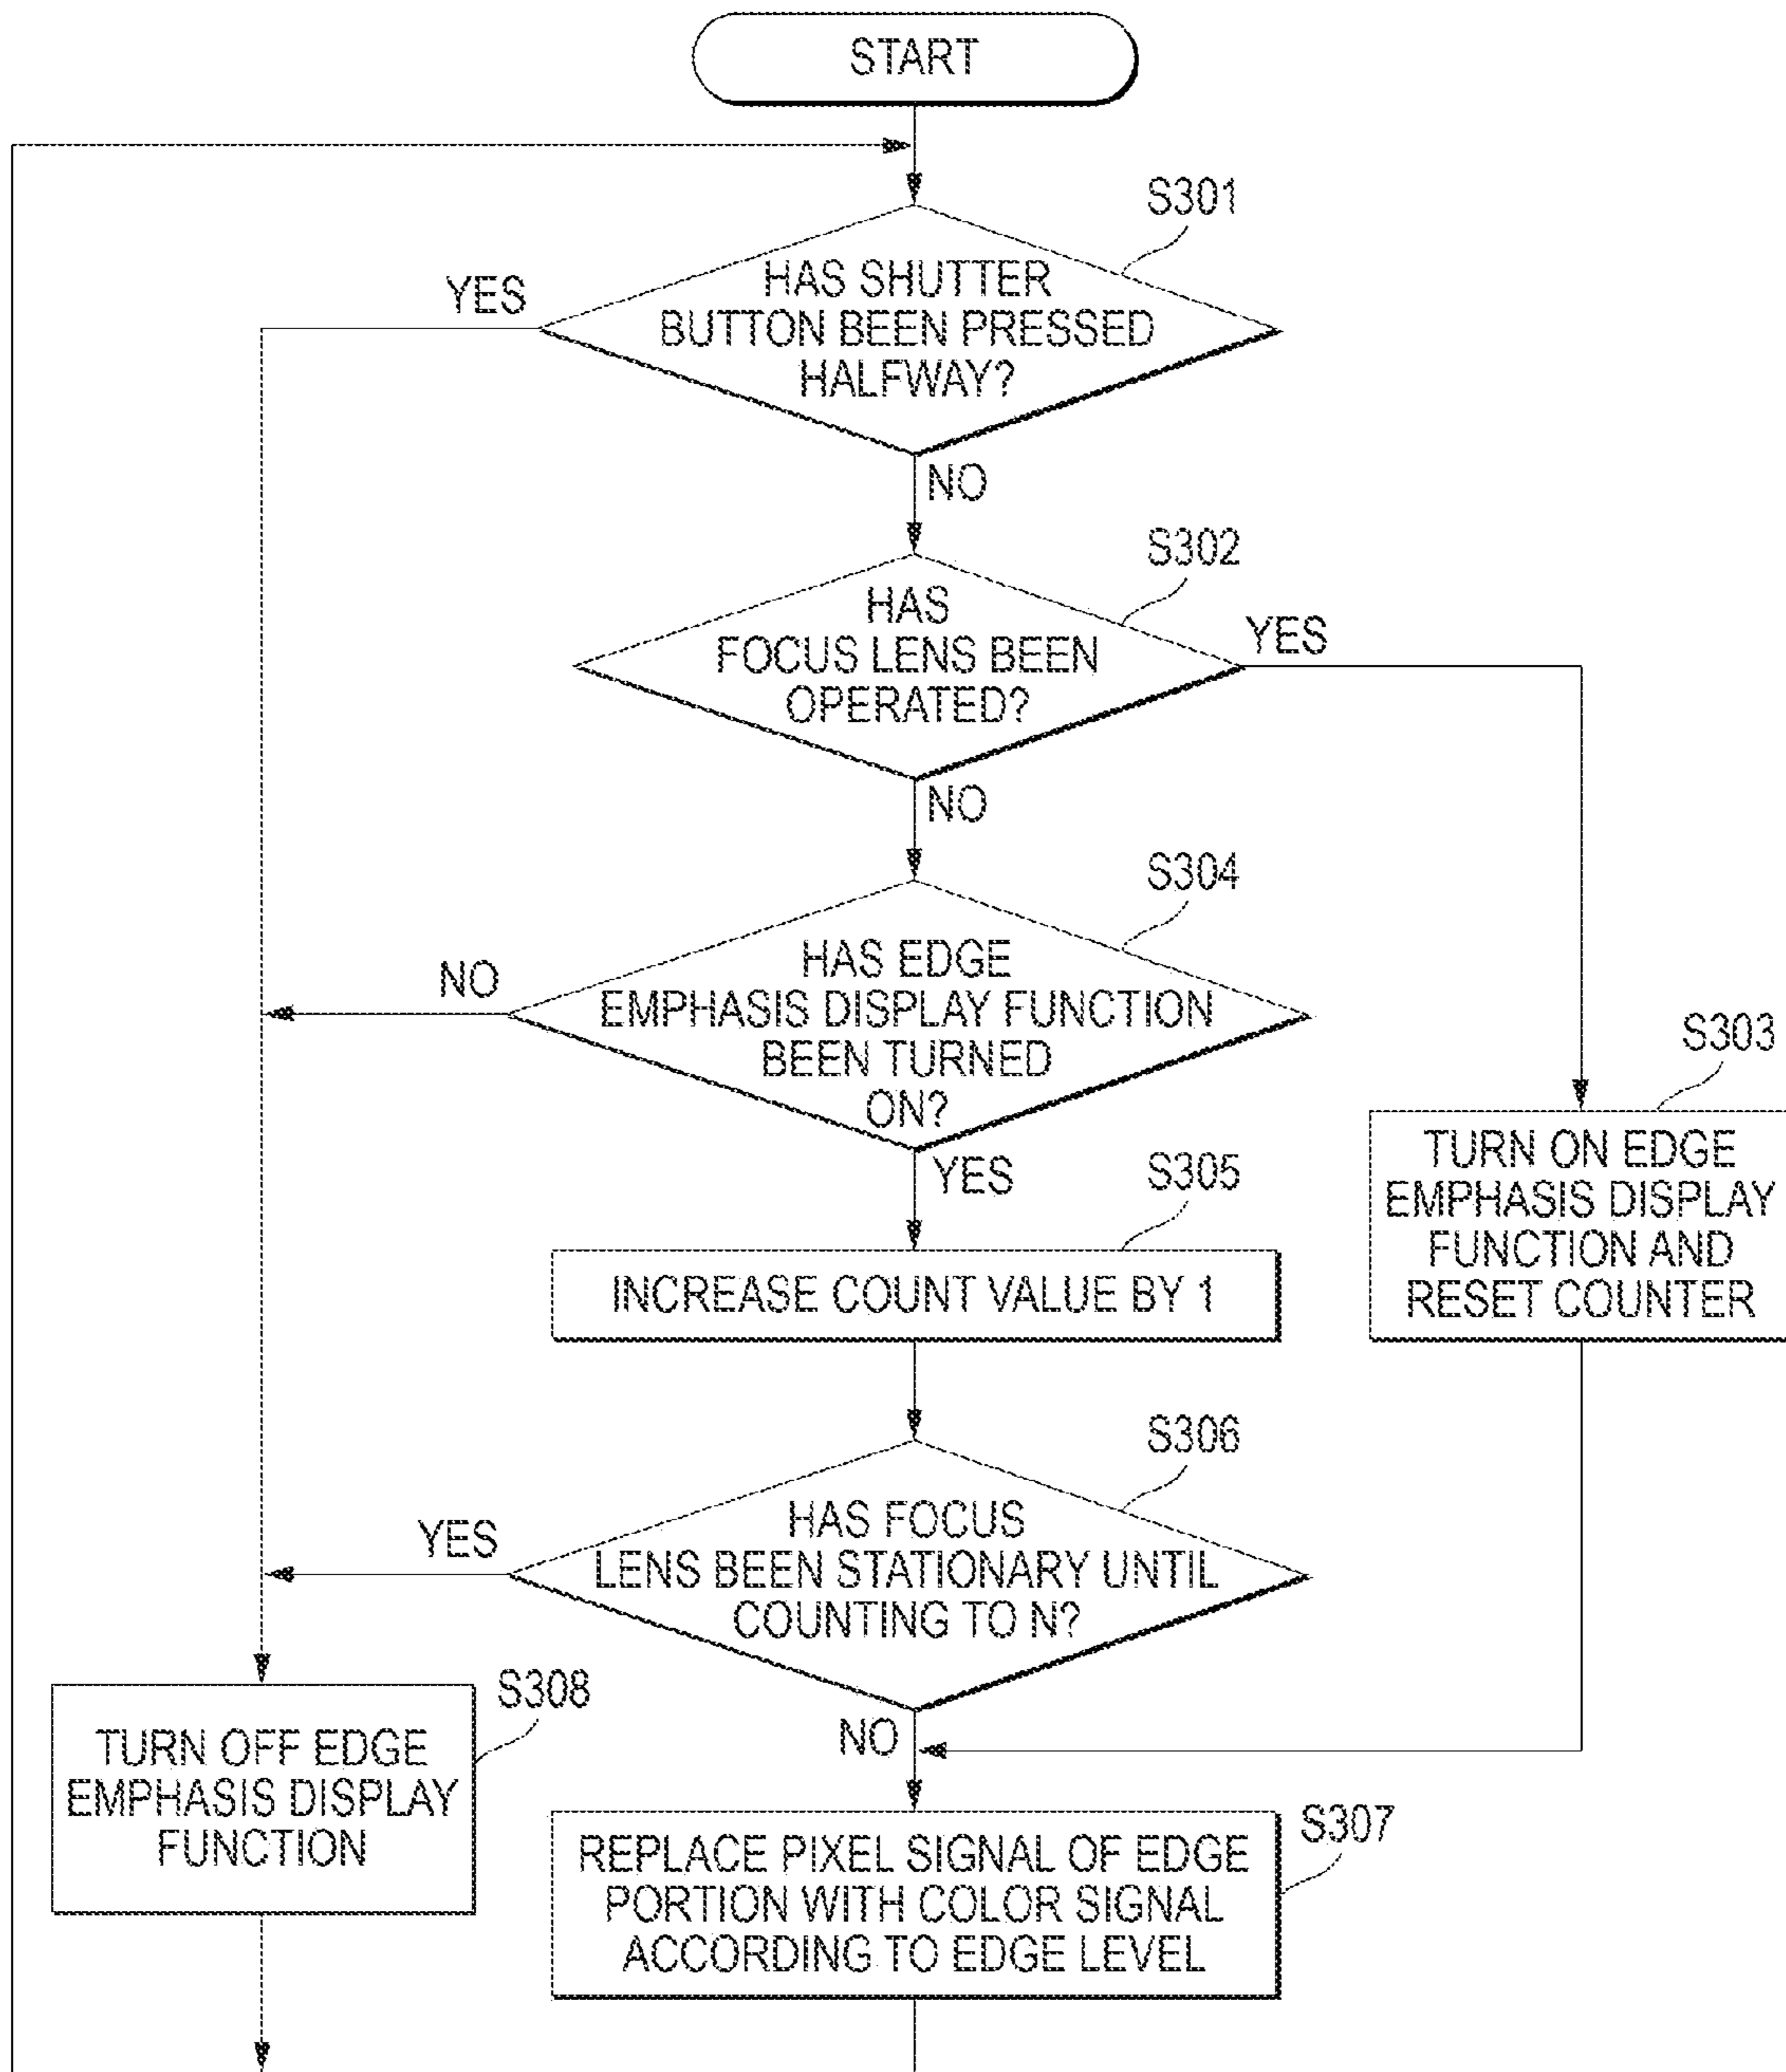 START
S301
HAS SHUTTER
BUTTON BEEN PRESSED
HALFWAY?
YES
NO
S302
HAS
FOCUS LENS BEEN
OPERATED?
YES
NO
S304
HAS EDGE
EMPHASIS DISPLAY FUNCTION
BEEN TURNED
ON?
NO
YES
S303
TURN ON EDGE
EMPHASIS DISPLAY
FUNCTION AND
RESET COUNTER
S305
INCREASE COUNT VALUE BY 1
S306
HAS FOCUS
LENS BEEN STATIONARY UNTIL
COUNTING TO N?
YES
NO
S308
TURN OFF EDGE
EMPHASIS DISPLAY
FUNCTION
S307
REPLACE PIXEL SIGNAL OF EDGE
PORTION WITH COLOR SIGNAL
ACCORDING TO EDGE LEVEL